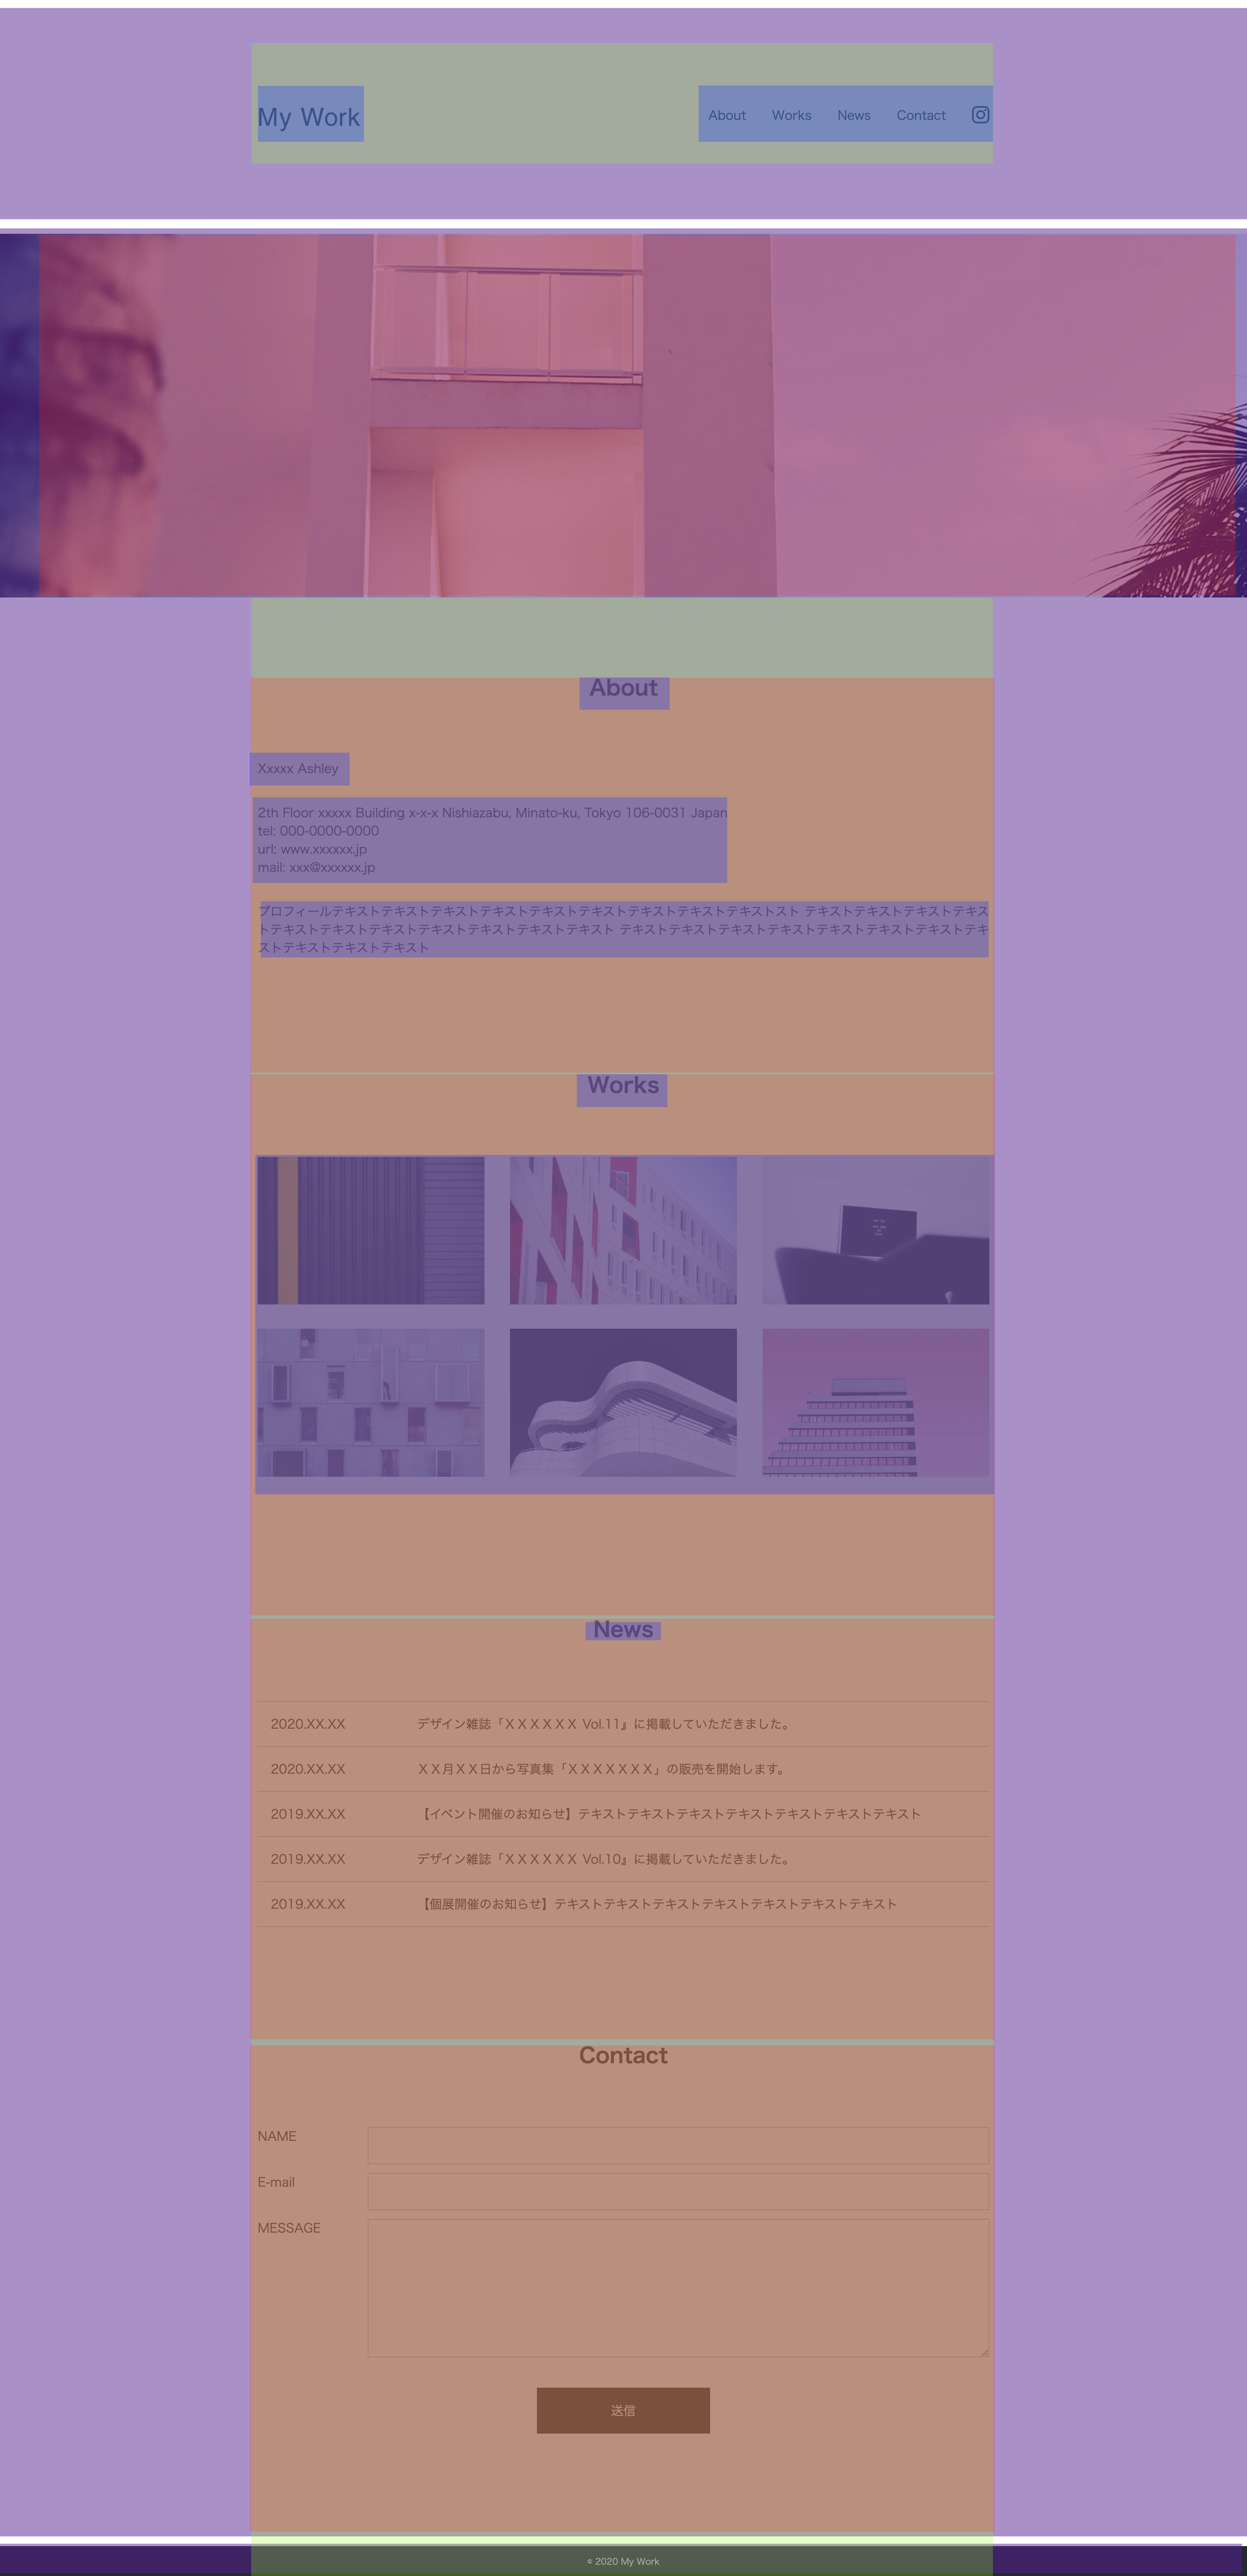 My Work
About Works News Contact
About
Xxxxx Ashley
2th Floor xxxxx Building x-x-x Nishiazabu, Minato-ku, Tokyo 106-0031 Japan
tel: 000-0000-0000
url: www.xxxxxx.jp
mail: xxx@xxxxxx.jp
プロフィールテキストテキストテキストテキストテキストテキストテキストテキストテキストスト テキストテキストテキストテキス
トテキストテキストテキストテキストテキストテキストテキスト テキストテキストテキストテキストテキストテキストテキストテキ
ストテキストテキストテキスト
Works
News
2020.XX.XX デザイン雑誌「ＸＸＸＸＸＸ Vol.11』に掲載していただきました。
2020.XX.XX ＸＸ月ＸＸ日から写真集「ＸＸＸＸＸＸＸ」の販売を開始します。
2019.XX.XX 【イベント開催のお知らせ】テキストテキストテキストテキストテキストテキストテキスト
2019.XX.XX デザイン雑誌「ＸＸＸＸＸＸ Vol.10』に掲載していただきました。
2019.XX.XX 【個展開催のお知らせ】テキストテキストテキストテキストテキストテキストテキスト
Contact
NAME
E-mail
MESSAGE
送信
© 2020 My Work